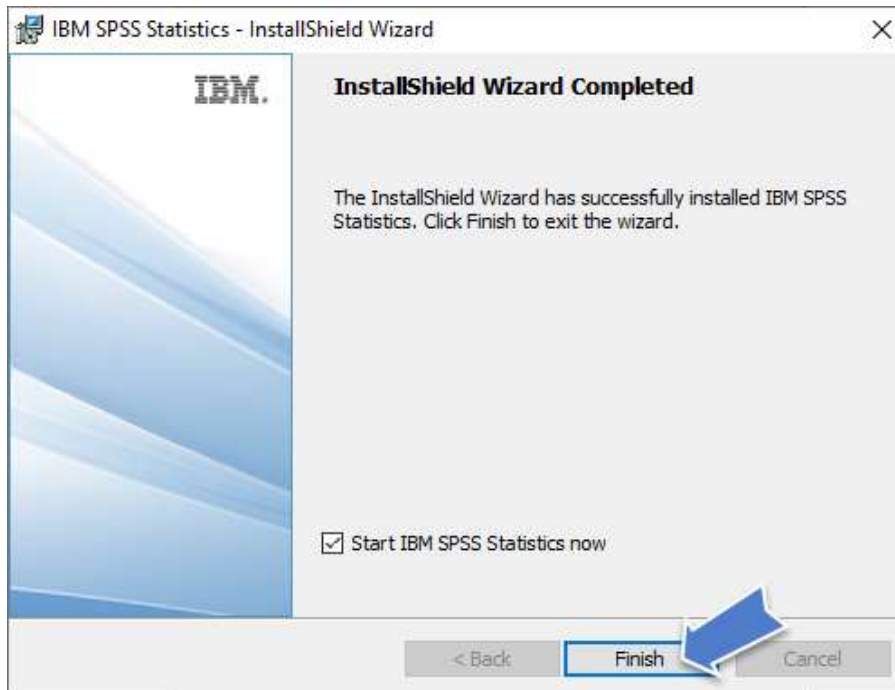 IBM SPSS Statistics - InstallShield Wizard
IBM.
InstallShield Wizard Completed
The InstallShield Wizard has successfully installed IBM SPSS
Statistics. Click Finish to exit the wizard.
Start IBM SPSS Statistics now
< Back Finish Cancel